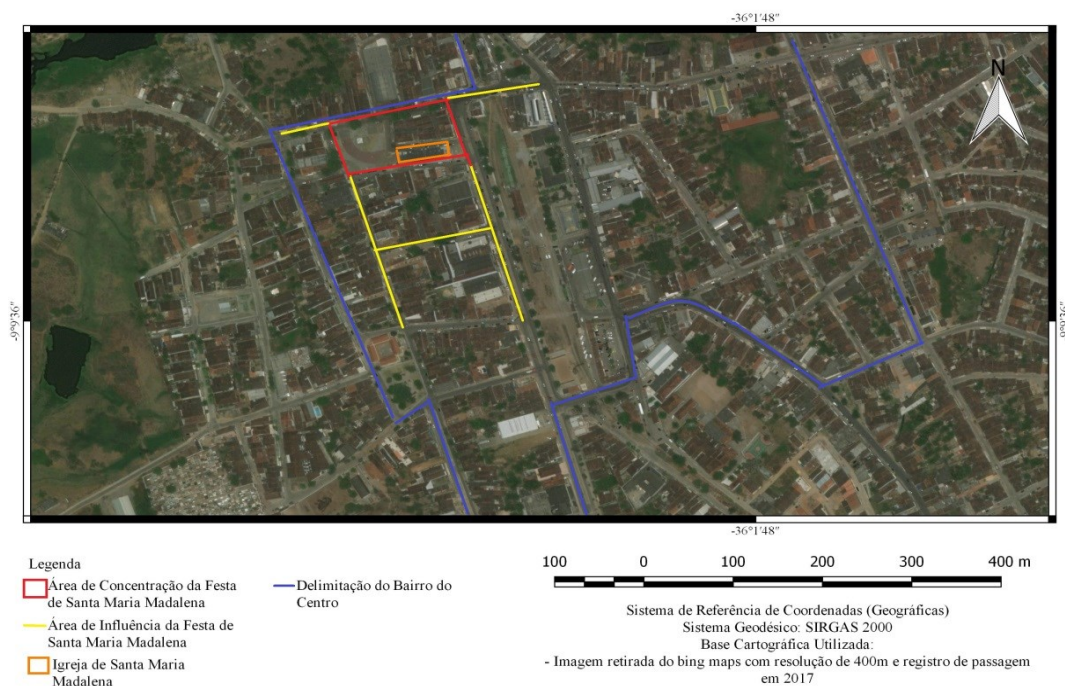 -36°1'48"
N
-9°9'36"
-9°9'36"
-36°1'48"
Legenda
Área de Concentração da Festa
de Santa Maria Madalena
Área de Influência da Festa de
Santa Maria Madalena
Igreja de Santa Maria
Madalena
Delimitação do Bairro do
Centro
100 0 100 200 300 400 m
Sistema de Referência de Coordenadas (Geográficas)
Sistema Geodésico: SIRGAS 2000
Base Cartográfica Utilizada:
- Imagem retirada do bing maps com resolução de 400m e registro de passagem
em 2017